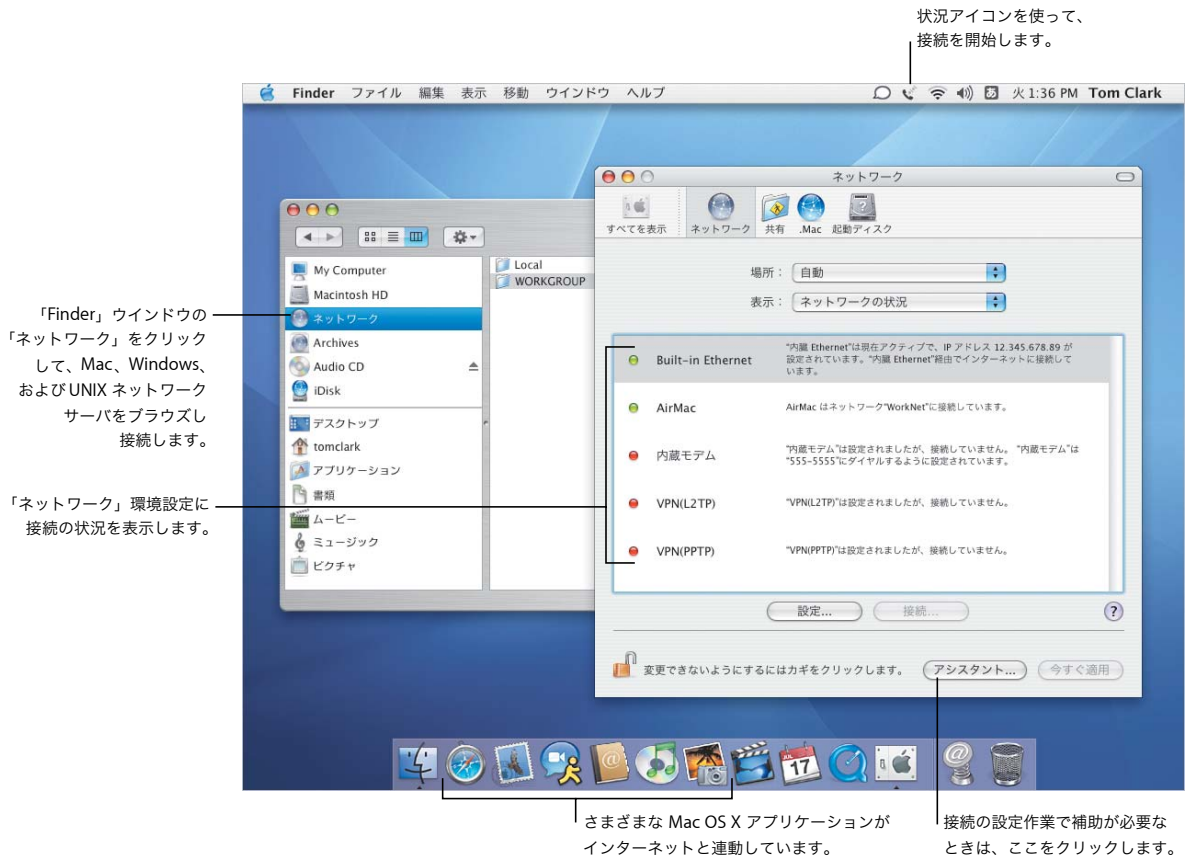 状況アイコンを使って、
接続を開始します。
Finder ファイル 編集 表示 移動 ウインドウ ヘルプ
あ 火 1:36 PM Tom Clark
ネットワーク
すべてを表示 ネットワーク 共有 .Mac 起動ディスク
場所： 自動
表示： ネットワークの状況
My Computer
Macintosh HD
ネットワーク
Archives
Audio CD
iDisk
デスクトップ
tomclark
アプリケーション
書類
ムービー
ミュージック
ピクチャ
Local
WORKGROUP
Built-in Ethernet
"内臓 Ethernet"は現在アクティブで、IP アドレス 12.345.678.89 が
設定されています。"内蔵 Ethernet"経由でインターネットに接続して
います。
AirMac
AirMac はネットワーク"WorkNet"に接続しています。
内蔵モデム
"内蔵モデム"は設定されましたが、接続していません。 "内蔵モデム"は
"555-5555"にダイヤルするように設定されています。
VPN(L2TP)
"VPN(L2TP)"は設定されましたが、接続していません。
VPN(PPTP)
"VPN(PPTP)"は設定されましたが、接続していません。
設定... 接続... ?
変更できないようにするにはカギをクリックします。 アシスタント... 今すぐ適用
「Finder」ウインドウの
「ネットワーク」をクリック
して、Mac、Windows、
および UNIX ネットワーク
サーバをブラウズし
接続します。
「ネットワーク」環境設定に
接続の状況を表示します。
JUL
17
さまざまな Mac OS X アプリケーションが
インターネットと連動しています。
接続の設定作業で補助が必要な
ときは、ここをクリックします。